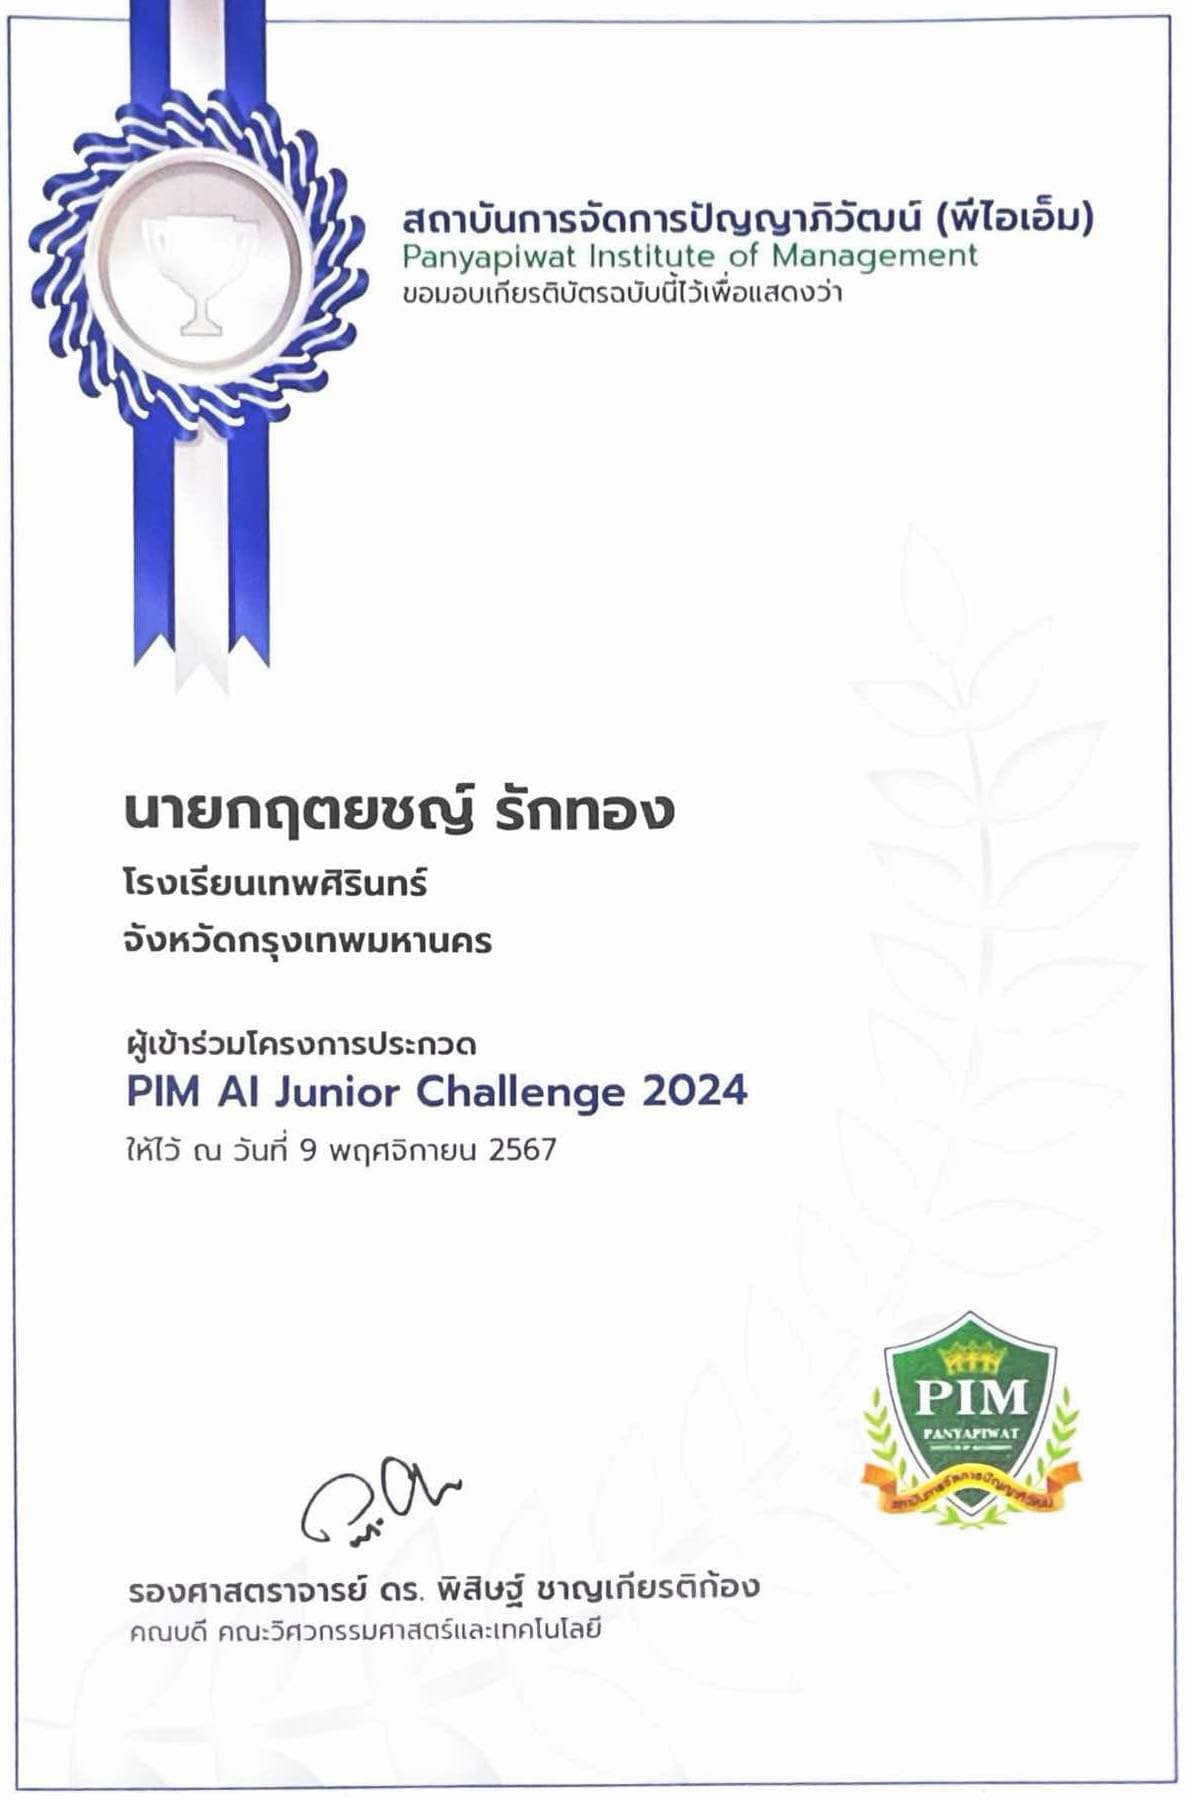 สถาบันการจัดการปัญญาภิวัฒน์ (พีไอเอ็ม)
Panyapiwat Institute of Management
ขอมอบเกียรติบัตรฉบับนี้ไว้เพื่อแสดงว่า
นายกฤตยชญ์ รักทอง
โรงเรียนเทพศิรินทร์
จังหวัดกรุงเทพมหานคร
ผู้เข้าร่วมโครงการประกวด
PIM AI Junior Challenge 2024
ให้ไว้ ณ วันที่ 9 พฤศจิกายน 2567
PIM
PANYAPIWAT
สถาบันการจัดการปัญญาภิวัฒน์
รองศาสตราจารย์ ดร. พิสิษฐ์ ชาญเกียรติก้อง
คณบดี คณะวิศวกรรมศาสตร์และเทคโนโลยี